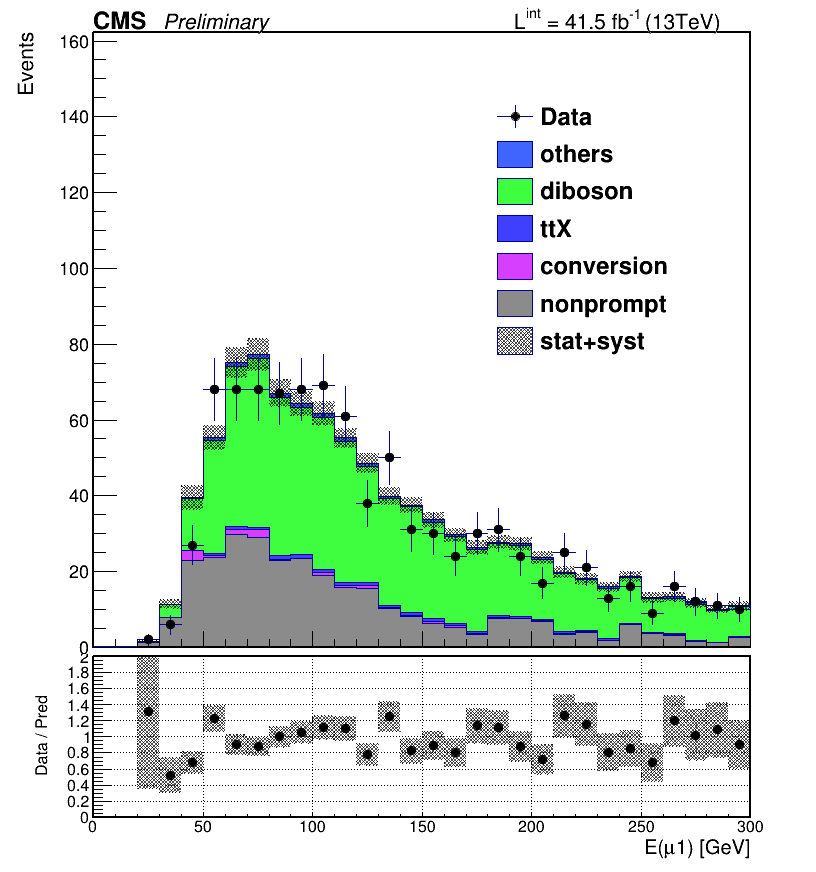 CMS Preliminary L^int = 41.5 fb^-1 (13TeV)
Events
160
140
120
100
80
60
40
20
0
Data
others
diboson
ttX
conversion
nonprompt
stat+syst
Data / Pred
2
1.8
1.6
1.4
1.2
1
0.8
0.6
0.4
0.2
0
0 50 100 150 200 250 300
E(μ1) [GeV]